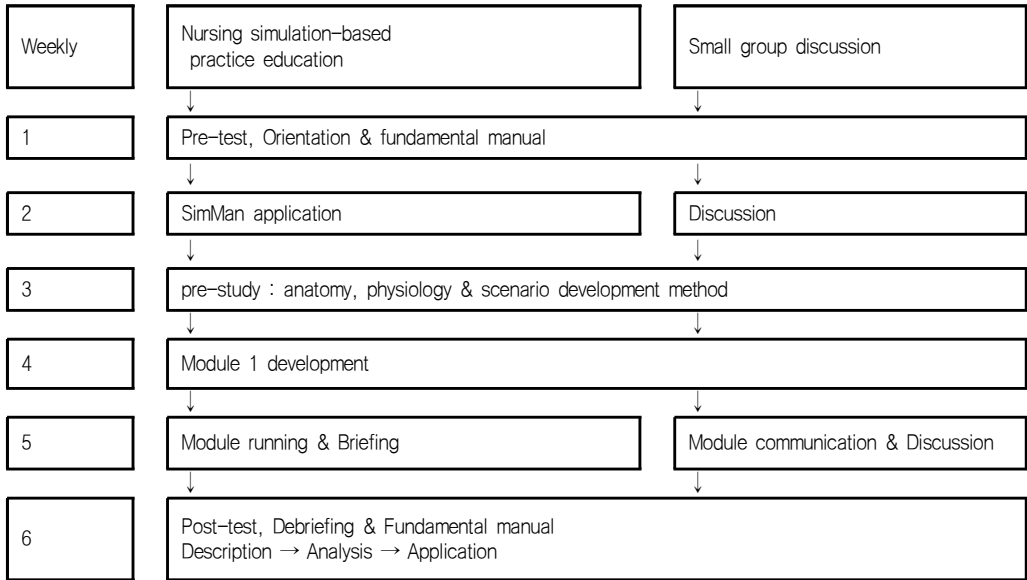 Weekly
Nursing simulation-based
practice education
Small group discussion
↓ ↓
1
Pre-test, Orientation & fundamental manual
↓ ↓
2
SimMan application
Discussion
↓ ↓
3
pre-study : anatomy, physiology & scenario development method
↓ ↓
4
Module 1 development
↓ ↓
5
Module running & Briefing
Module communication & Discussion
↓ ↓
6
Post-test, Debriefing & Fundamental manual
Description → Analysis → Application